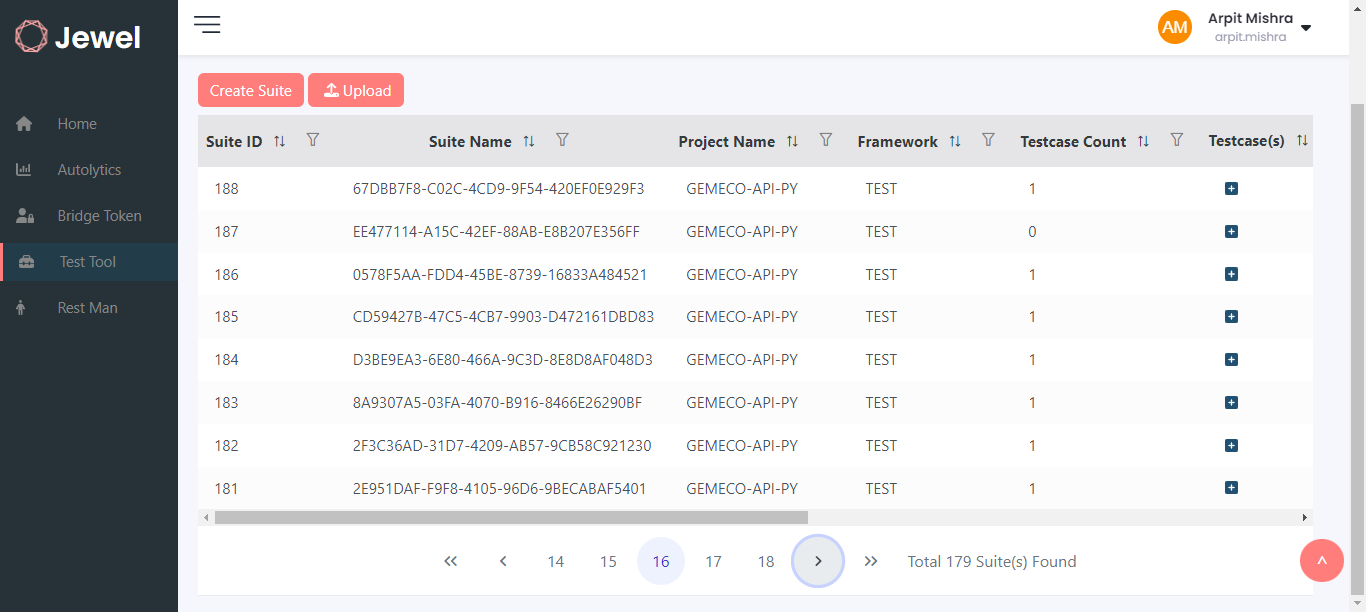 Jewel
Home
Autolytics
Bridge Token
Test Tool
Rest Man
AM Arpit Mishra
arpit.mishra
Create Suite Upload
Suite ID Suite Name Project Name Framework Testcase Count Testcase(s)
188 67DBB7F8-C02C-4CD9-9F54-420EF0E929F3 GEMECO-API-PY TEST 1
187 EE477114-A15C-42EF-88AB-E8B207E356FF GEMECO-API-PY TEST 0
186 0578F5AA-FDD4-45BE-8739-16833A484521 GEMECO-API-PY TEST 1
185 CD59427B-47C5-4CB7-9903-D472161DBD83 GEMECO-API-PY TEST 1
184 D3BE9EA3-6E80-466A-9C3D-8E8D8AF048D3 GEMECO-API-PY TEST 1
183 8A9307A5-03FA-4070-B916-8466E26290BF GEMECO-API-PY TEST 1
182 2F3C36AD-31D7-4209-AB57-9CB58C921230 GEMECO-API-PY TEST 1
181 2E951DAF-F9F8-4105-96D6-9BECABAF5401 GEMECO-API-PY TEST 1
14 15 16 17 18 Total 179 Suite(s) Found